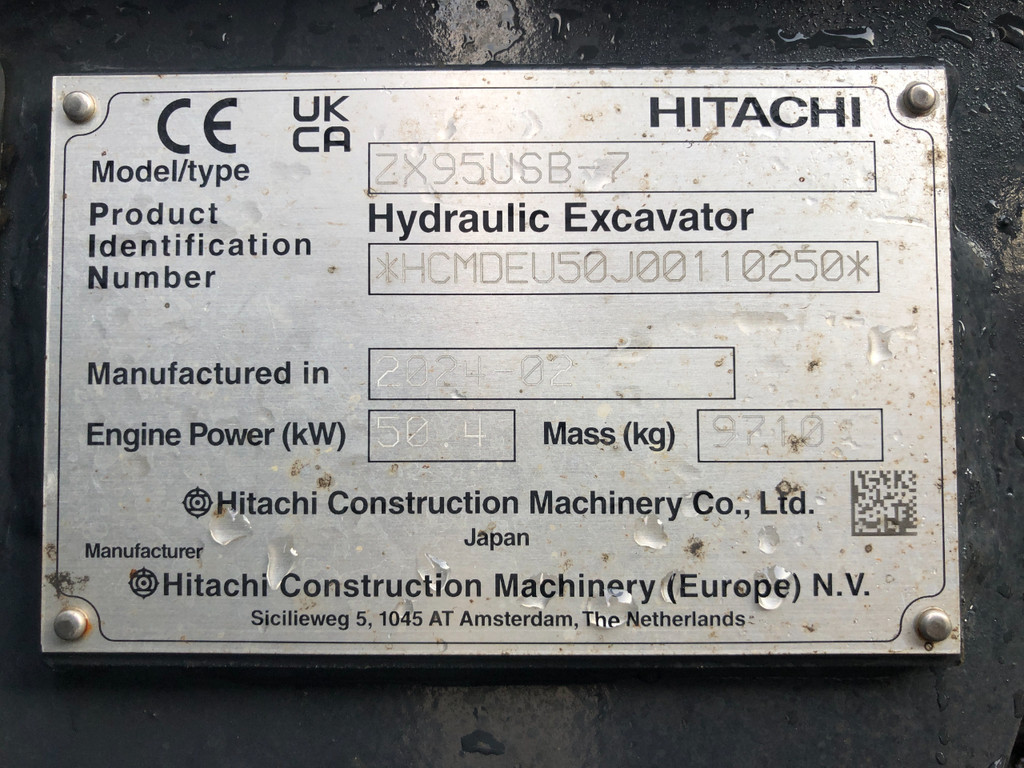 CE UK CA HITACHI
Model/type ZX95USB-7
Product Identification Number Hydraulic Excavator
*HCMDEU50J00110250*
Manufactured in 2024-02
Engine Power (kW) 50.4 Mass (kg) 9710
Hitachi Construction Machinery Co., Ltd.
Japan
Manufacturer
Hitachi Construction Machinery (Europe) N.V.
Sicilieweg 5, 1045 AT Amsterdam, The Netherlands